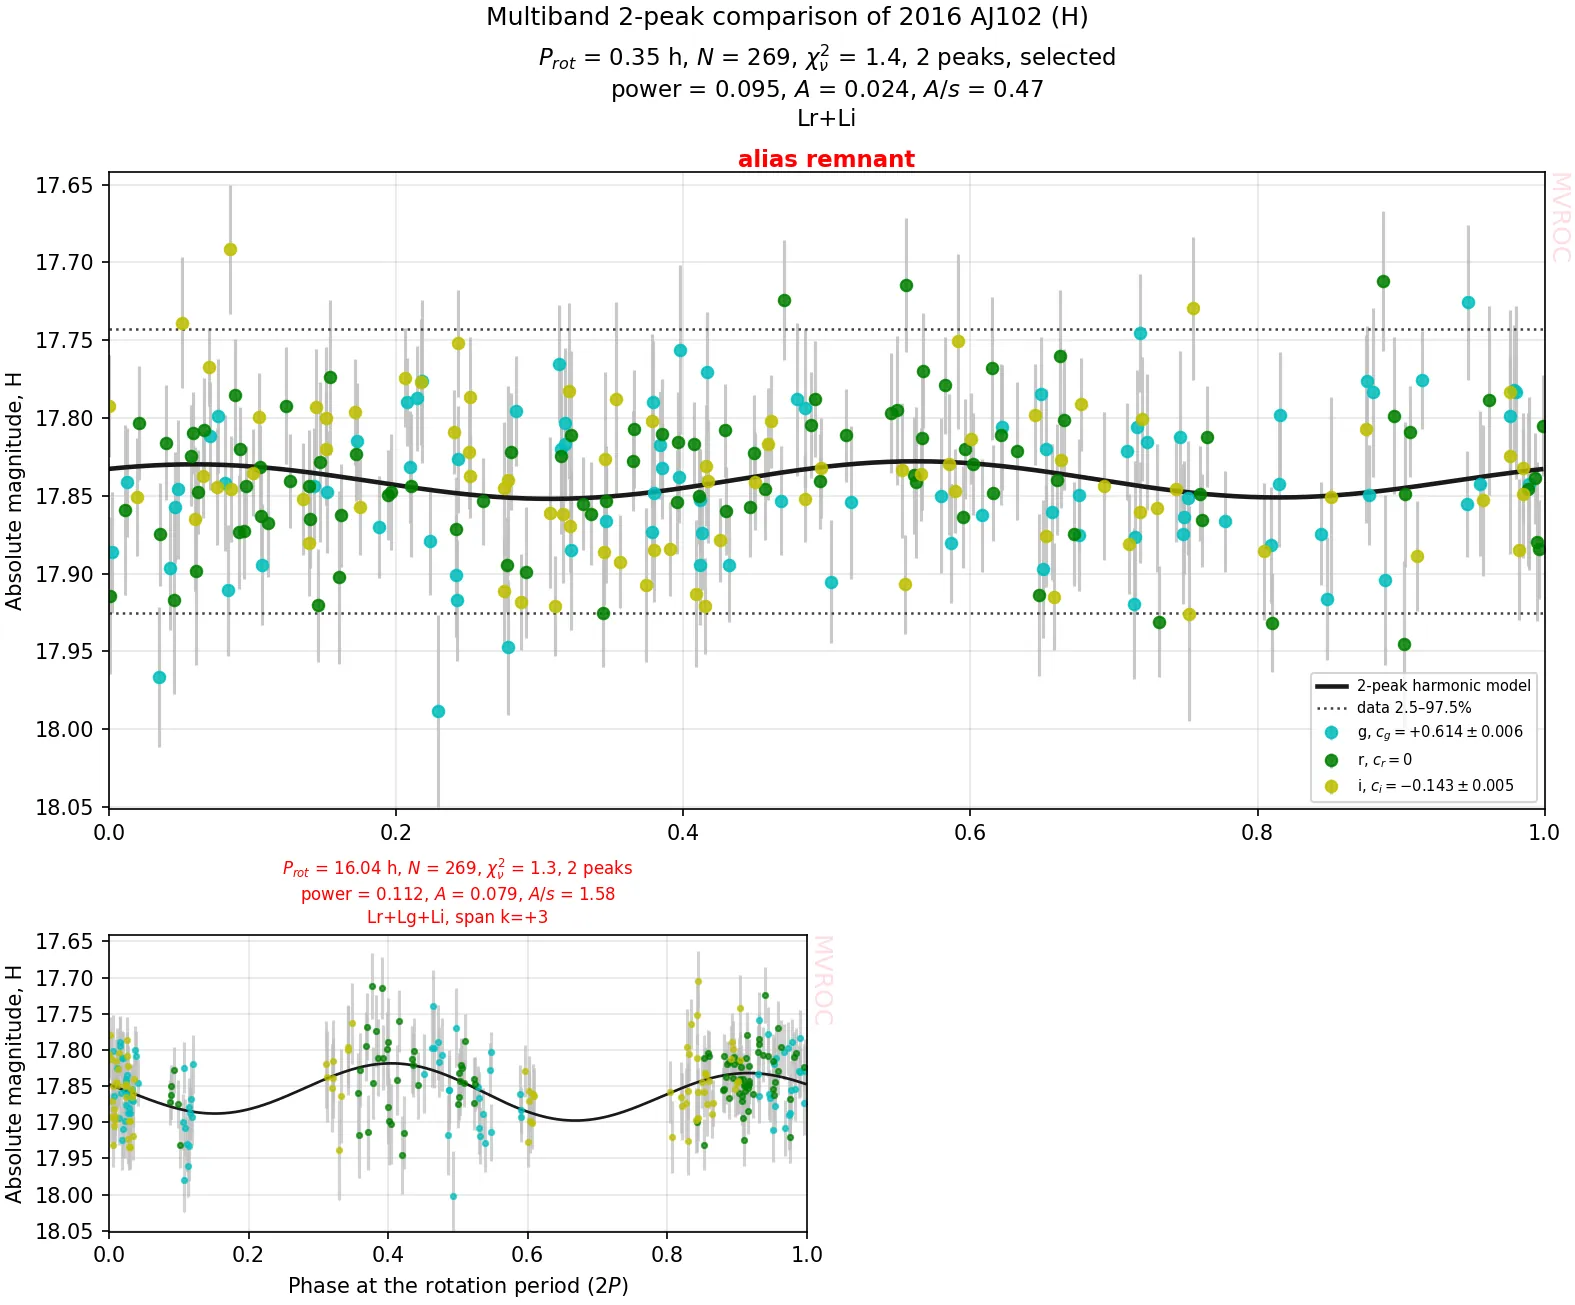 Multiband 2-peak comparison of 2016 AJ102 (H)
P_rot = 0.35 h, N = 269, χ²_ν = 1.4, 2 peaks, selected
power = 0.095, A = 0.024, A/s = 0.47
Lr+Li
alias remnant
MVROC
Absolute magnitude, H
17.65
17.70
17.75
17.80
17.85
17.90
17.95
18.00
18.05
2-peak harmonic model
data 2.5–97.5%
g, c_g = +0.614 ± 0.006
r, c_r = 0
i, c_i = −0.143 ± 0.005
0.0 0.2 0.4 0.6 0.8 1.0
P_rot = 16.04 h, N = 269, χ²_ν = 1.3, 2 peaks
power = 0.112, A = 0.079, A/s = 1.58
Lr+Lg+Li, span k=+3
MVROC
Absolute magnitude, H
17.65
17.70
17.75
17.80
17.85
17.90
17.95
18.00
18.05
0.0 0.2 0.4 0.6 0.8 1.0
Phase at the rotation period (2P)